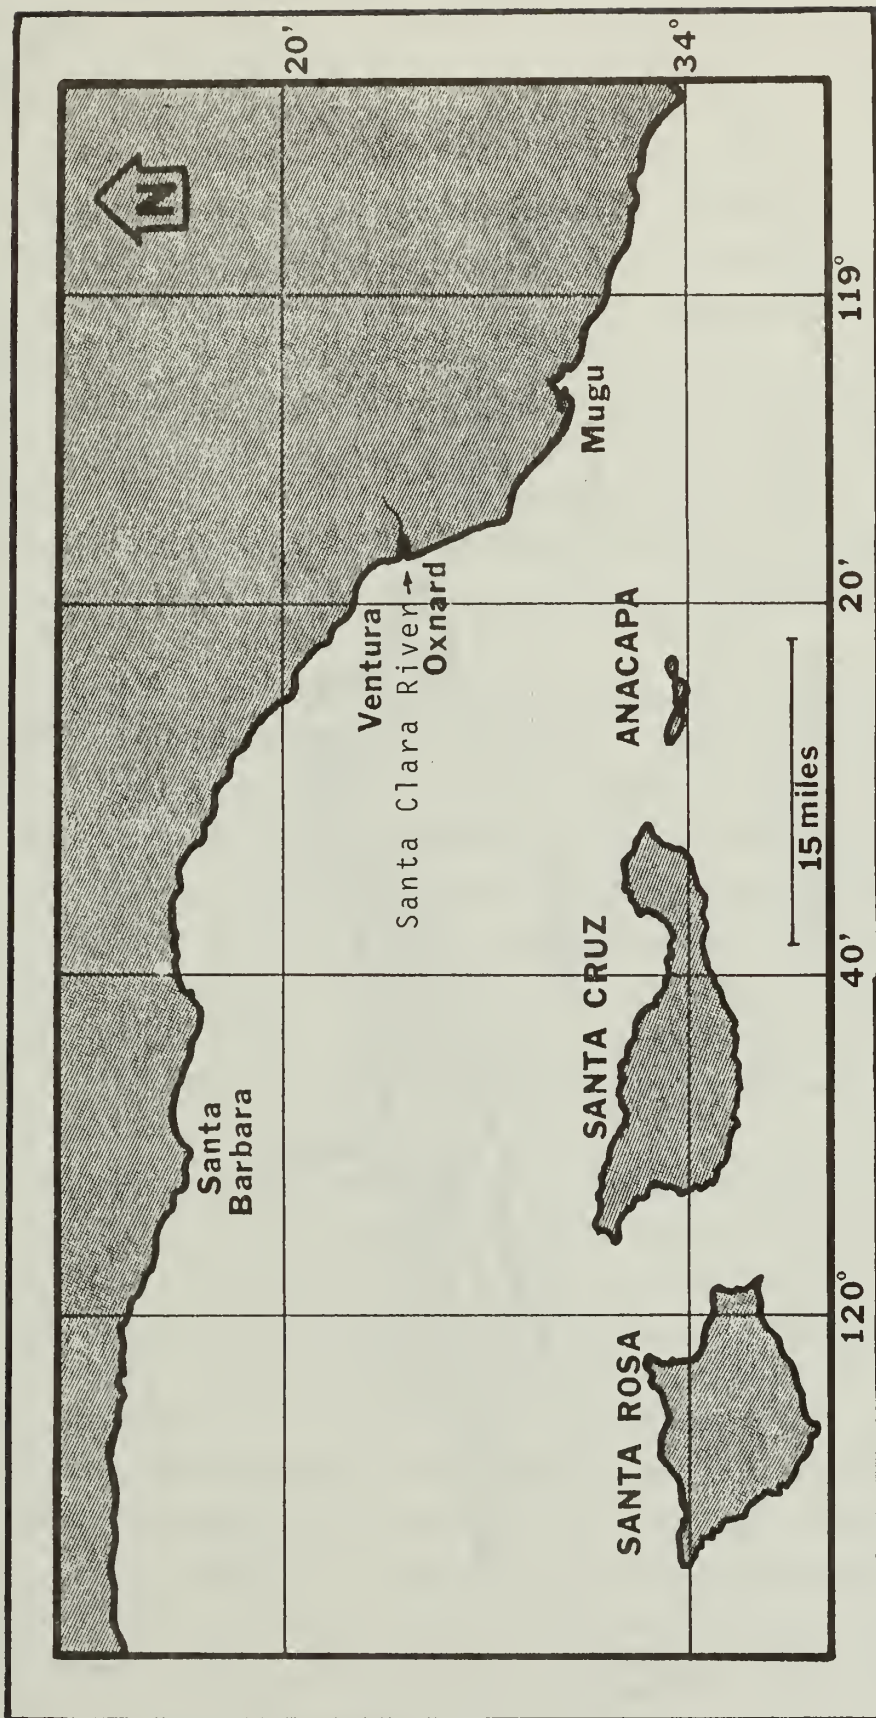 20'
34°
N
119°
Mugu
Ventura
Santa Clara River→
Oxnard
20'
ANACAPA
15 miles
SANTA CRUZ
40'
Santa
Barbara
SANTA ROSA
120°